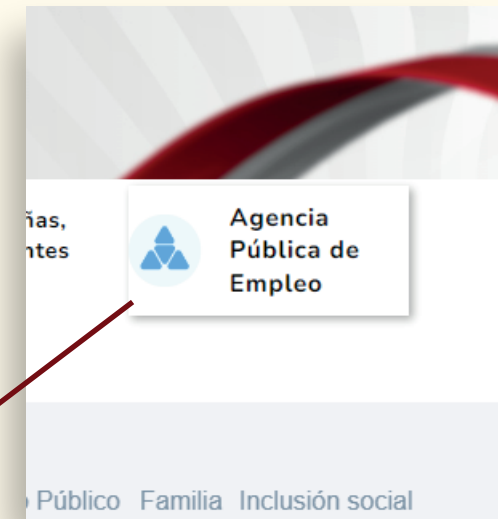 ñas,
ntes
Agencia
Pública de
Empleo
Público Familia Inclusión social